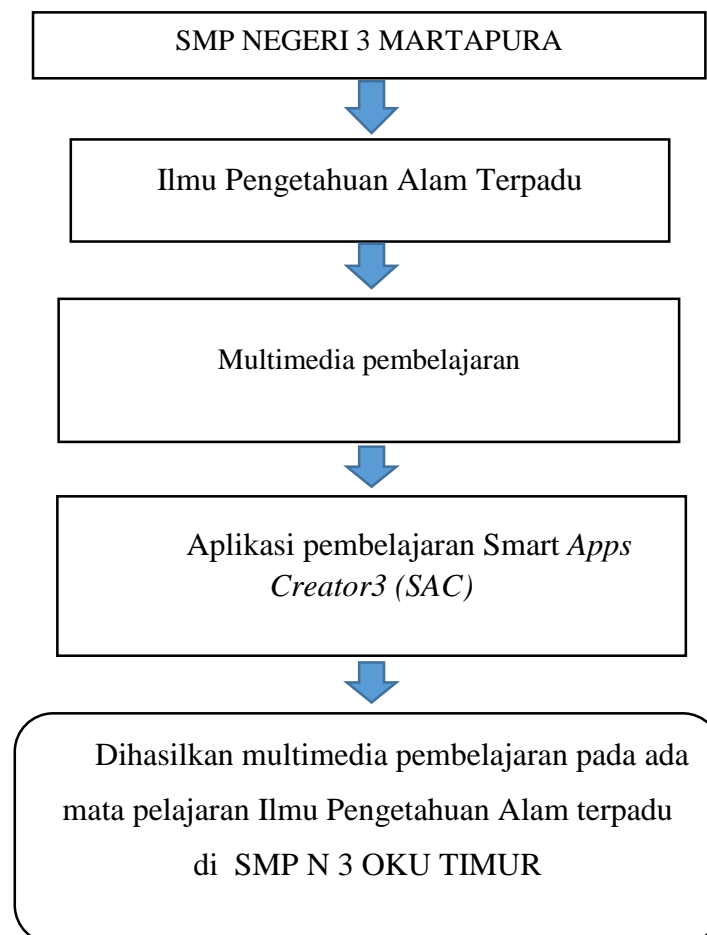 SMP NEGERI 3 MARTAPURA
Ilmu Pengetahuan Alam Terpadu
Multimedia pembelajaran
Aplikasi pembelajaran Smart Apps
Creator3 (SAC)
Dihasilkan multimedia pembelajaran pada ada
mata pelajaran Ilmu Pengetahuan Alam terpadu
di SMP N 3 OKU TIMUR